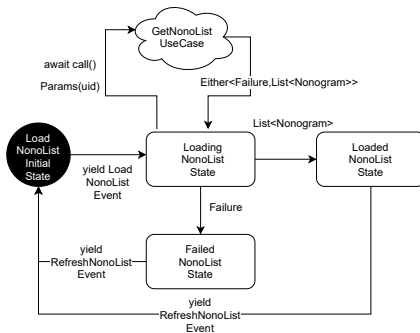 GetNonoList
UseCase
await call()
Params(uid)
Either<Failure,List<Nonogram>>
List<Nonogram>
Load
NonoList
Initial
State
yield Load
NonoList
Event
Loading
NonoList
State
Loaded
NonoList
State
Failure
yield
RefreshNonoList
Event
Failed
NonoList
State
yield
RefreshNonoList
Event